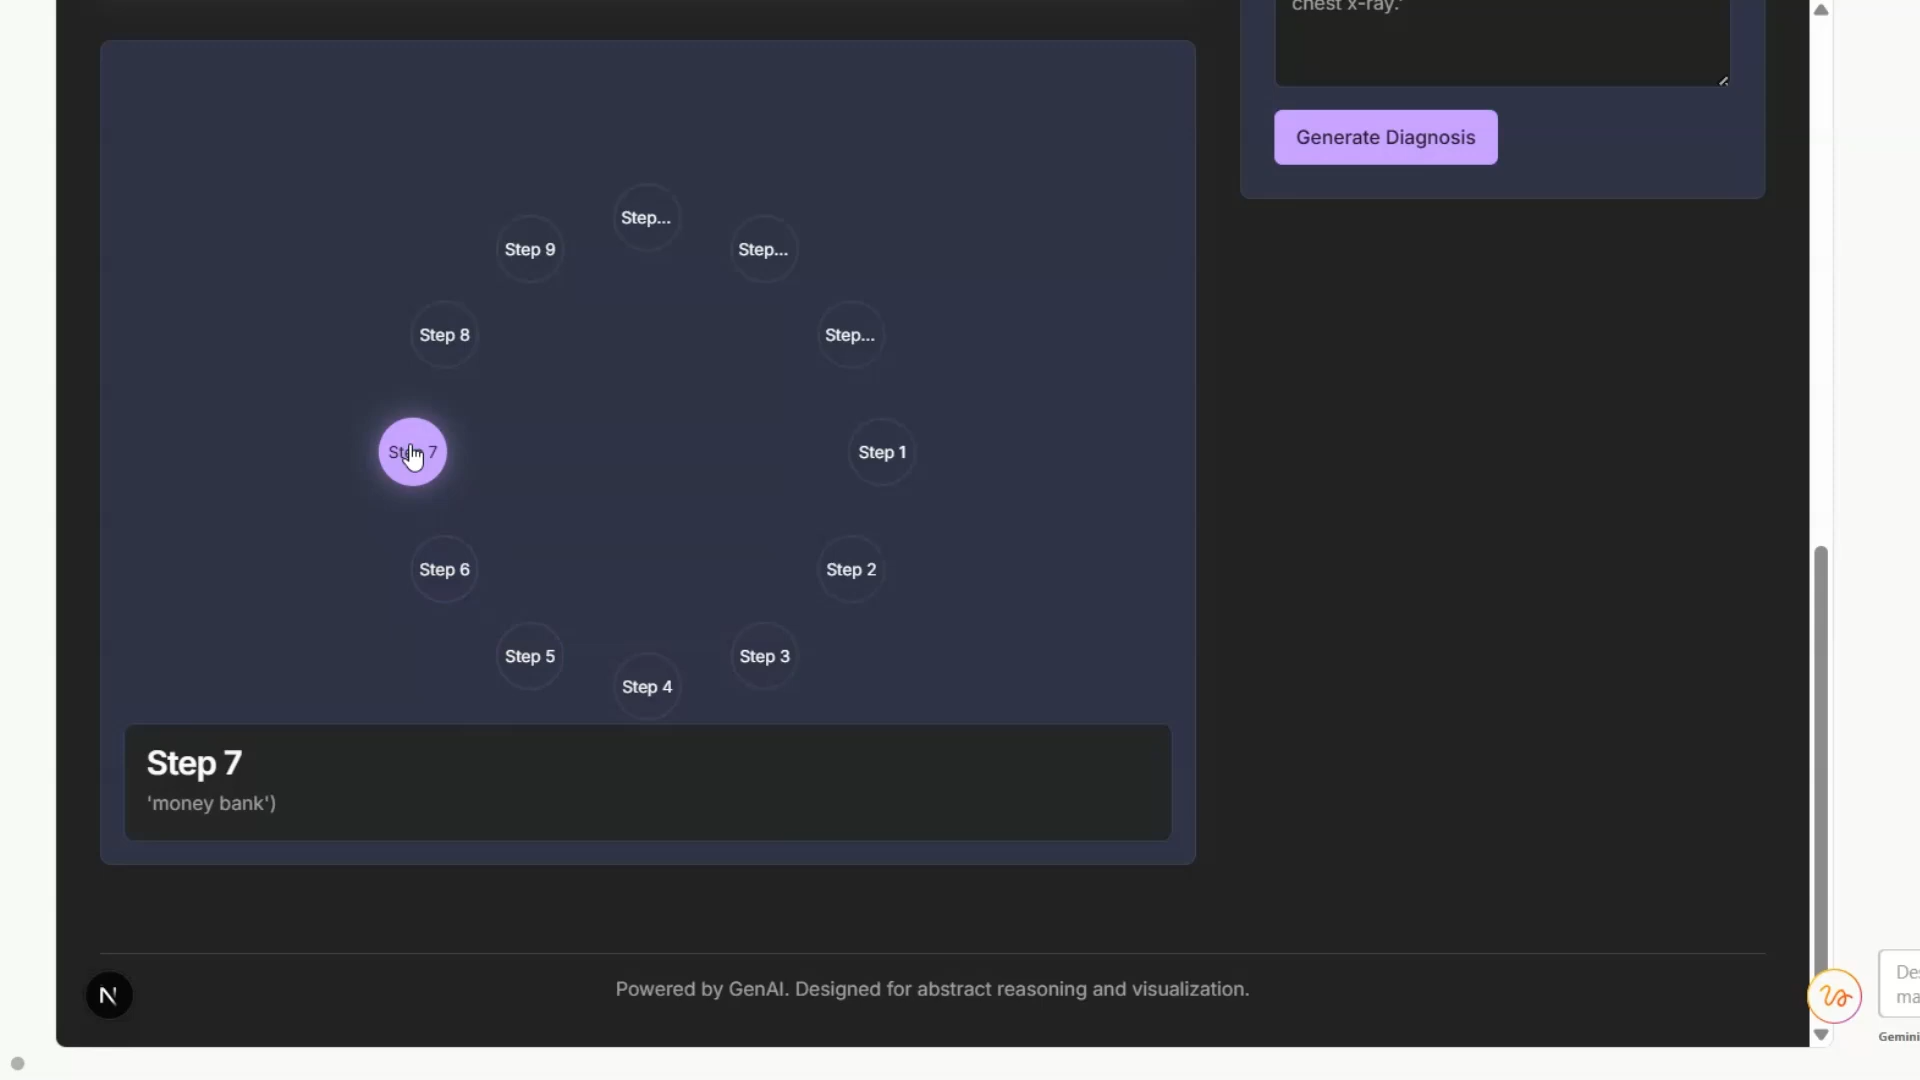 chest x-ray.'
Generate Diagnosis
Step...
Step 9
Step...
Step 8
Step...
Step 7
Step 1
Step 6
Step 2
Step 5
Step 3
Step 4
Step 7
'money bank')
Powered by GenAI. Designed for abstract reasoning and visualization.
N
Gemini